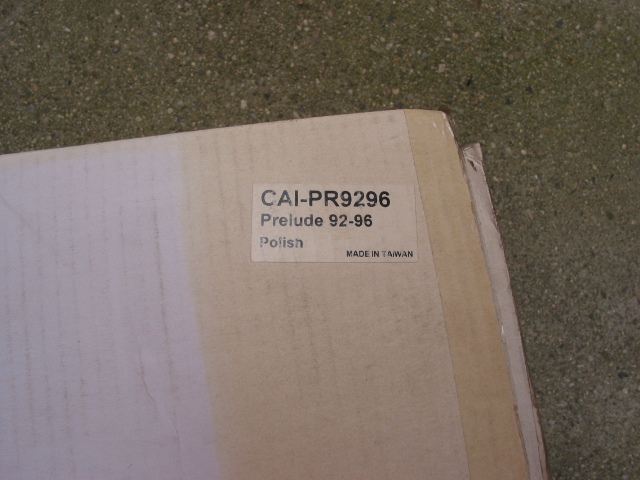 CAI-PR9296
Prelude 92-96
Polish
MADE IN TAIWAN